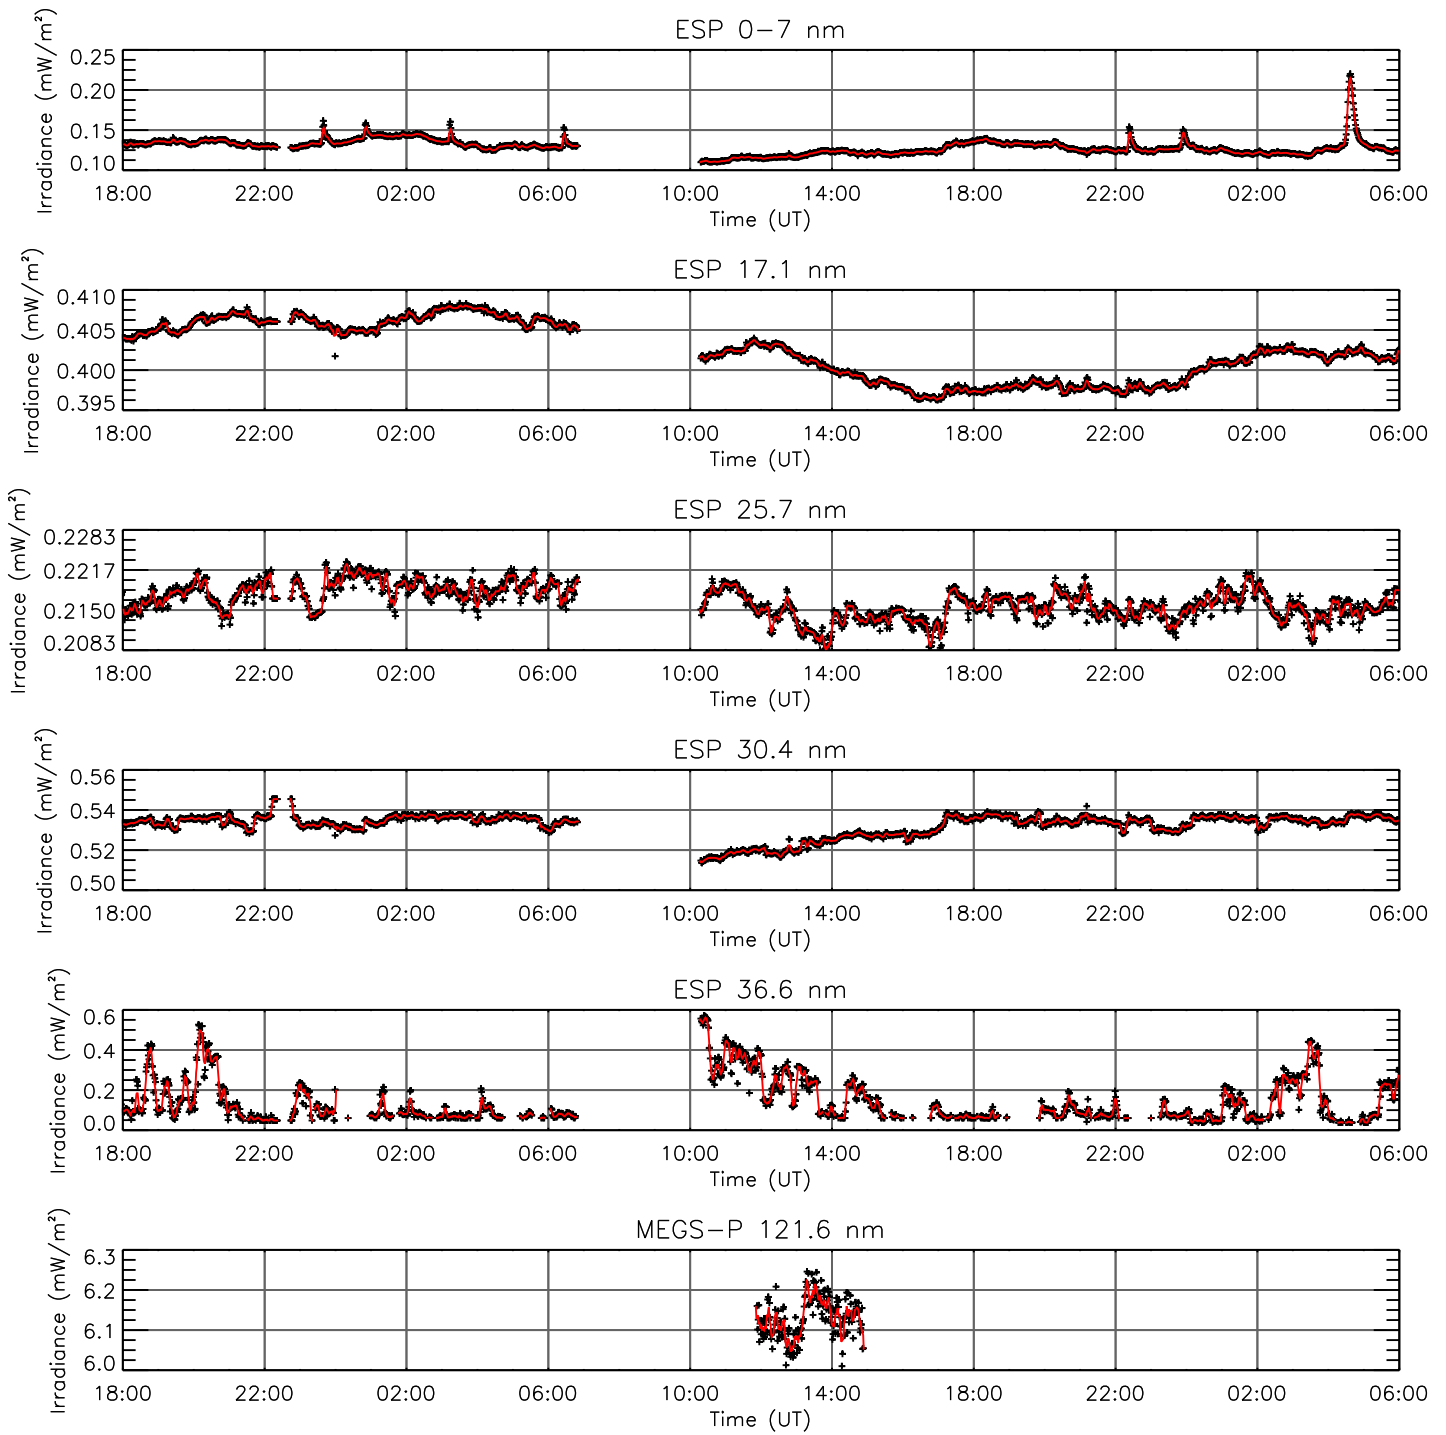 ESP 0-7 nm
Irradiance (mW/m²)
0.25
0.20
0.15
0.10
18:00 22:00 02:00 06:00 10:00 14:00 18:00 22:00 02:00 06:00
Time (UT)
ESP 17.1 nm
Irradiance (mW/m²)
0.410
0.405
0.400
0.395
18:00 22:00 02:00 06:00 10:00 14:00 18:00 22:00 02:00 06:00
Time (UT)
ESP 25.7 nm
Irradiance (mW/m²)
0.2283
0.2217
0.2150
0.2083
18:00 22:00 02:00 06:00 10:00 14:00 18:00 22:00 02:00 06:00
Time (UT)
ESP 30.4 nm
Irradiance (mW/m²)
0.56
0.54
0.52
0.50
18:00 22:00 02:00 06:00 10:00 14:00 18:00 22:00 02:00 06:00
Time (UT)
ESP 36.6 nm
Irradiance (mW/m²)
0.6
0.4
0.2
0.0
18:00 22:00 02:00 06:00 10:00 14:00 18:00 22:00 02:00 06:00
Time (UT)
MEGS-P 121.6 nm
Irradiance (mW/m²)
6.3
6.2
6.1
6.0
18:00 22:00 02:00 06:00 10:00 14:00 18:00 22:00 02:00 06:00
Time (UT)